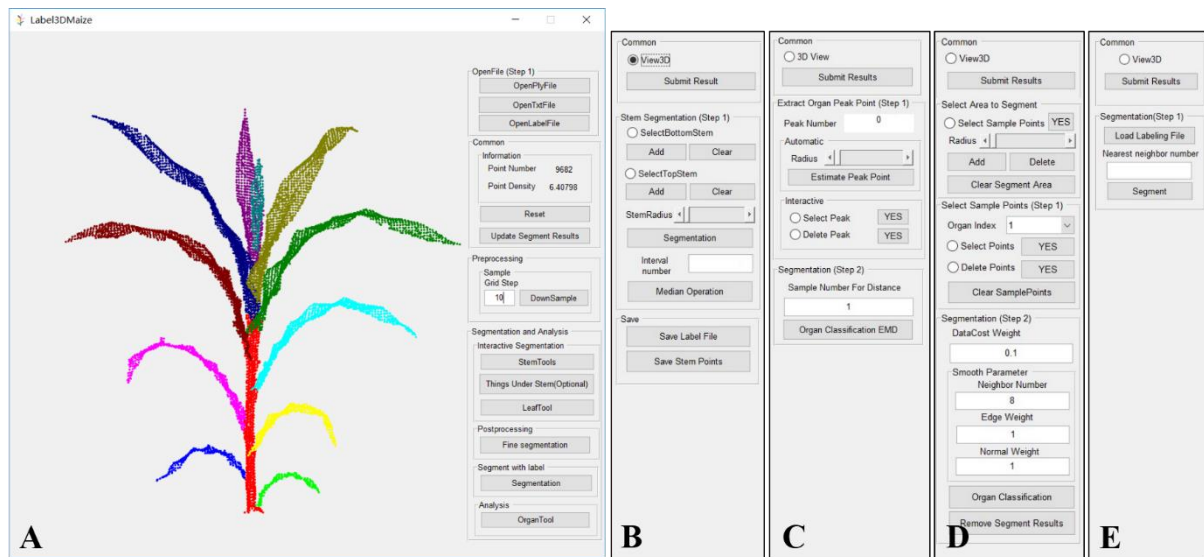 Label3DMaize
OpenFile (Step 1)
OpenPlyFile
OpenTxtFile
OpenLabelFile
Common
Information
Point Number 9682
Point Density 6.40798
Reset
Update Segment Results
Preprocessing
Sample
Grid Step
10 DownSample
Segmentation and Analysis
Interactive Segmentation
StemTools
Things Under Stem(Optional)
LeafTool
Postprocessing
Fine segmentation
Segment with label
Segmentation
Analysis
OrganTool
A
Common
View3D
Submit Result
Stem Segmentation (Step 1)
SelectBottomStem
Add Clear
SelectTopStem
Add Clear
StemRadius
Segmentation
Interval
number
Median Operation
Save
Save Label File
Save Stem Points
B
Common
3D View
Submit Results
Extract Organ Peak Point (Step 1)
Peak Number 0
Automatic
Radius
Estimate Peak Point
Interactive
Select Peak YES
Delete Peak YES
Segmentation (Step 2)
Sample Number For Distance
1
Organ Classification EMD
C
Common
View3D
Submit Results
Select Area to Segment
Select Sample Points YES
Radius
Add Delete
Clear Segment Area
Select Sample Points (Step 1)
Organ Index 1
Select Points YES
Delete Points YES
Clear SamplePoints
Segmentation (Step 2)
DataCost Weight
0.1
Smooth Parameter
Neighbor Number
8
Edge Weight
1
Normal Weight
1
Organ Classification
Remove Segment Results
D
Common
View3D
Submit Results
Segmentation(Step 1)
Load Labeling File
Nearest neighbor number
Segment
E